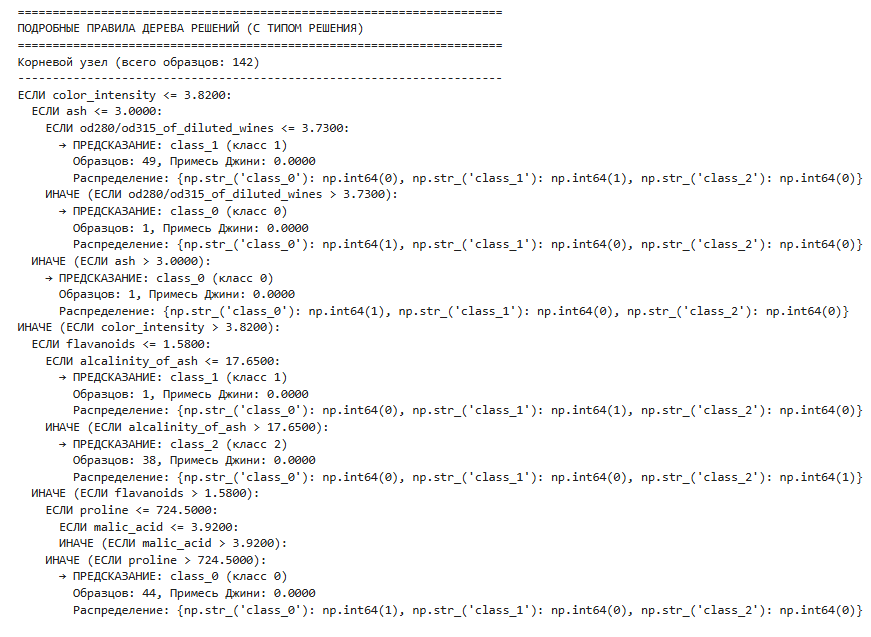 ======================================================================
ПОДРОБНЫЕ ПРАВИЛА ДЕРЕВА РЕШЕНИЙ (С ТИПОМ РЕШЕНИЯ)
======================================================================
Корневой узел (всего образцов: 142)
----------------------------------------------------------------------
ЕСЛИ color_intensity <= 3.8200:
  ЕСЛИ ash <= 3.0000:
    ЕСЛИ od280/od315_of_diluted_wines <= 3.7300:
      → ПРЕДСКАЗАНИЕ: class_1 (класс 1)
        Образцов: 49, Примесь Джини: 0.0000
        Распределение: {np.str_('class_0'): np.int64(0), np.str_('class_1'): np.int64(1), np.str_('class_2'): np.int64(0)}
    ИНАЧЕ (ЕСЛИ od280/od315_of_diluted_wines > 3.7300):
      → ПРЕДСКАЗАНИЕ: class_0 (класс 0)
        Образцов: 1, Примесь Джини: 0.0000
        Распределение: {np.str_('class_0'): np.int64(1), np.str_('class_1'): np.int64(0), np.str_('class_2'): np.int64(0)}
  ИНАЧЕ (ЕСЛИ ash > 3.0000):
    → ПРЕДСКАЗАНИЕ: class_0 (класс 0)
      Образцов: 1, Примесь Джини: 0.0000
      Распределение: {np.str_('class_0'): np.int64(1), np.str_('class_1'): np.int64(0), np.str_('class_2'): np.int64(0)}
ИНАЧЕ (ЕСЛИ color_intensity > 3.8200):
  ЕСЛИ flavanoids <= 1.5800:
    ЕСЛИ alcalinity_of_ash <= 17.6500:
      → ПРЕДСКАЗАНИЕ: class_1 (класс 1)
        Образцов: 1, Примесь Джини: 0.0000
        Распределение: {np.str_('class_0'): np.int64(0), np.str_('class_1'): np.int64(1), np.str_('class_2'): np.int64(0)}
    ИНАЧЕ (ЕСЛИ alcalinity_of_ash > 17.6500):
      → ПРЕДСКАЗАНИЕ: class_2 (класс 2)
        Образцов: 38, Примесь Джини: 0.0000
        Распределение: {np.str_('class_0'): np.int64(0), np.str_('class_1'): np.int64(0), np.str_('class_2'): np.int64(1)}
  ИНАЧЕ (ЕСЛИ flavanoids > 1.5800):
    ЕСЛИ proline <= 724.5000:
      ЕСЛИ malic_acid <= 3.9200:
      ИНАЧЕ (ЕСЛИ malic_acid > 3.9200):
    ИНАЧЕ (ЕСЛИ proline > 724.5000):
      → ПРЕДСКАЗАНИЕ: class_0 (класс 0)
        Образцов: 44, Примесь Джини: 0.0000
        Распределение: {np.str_('class_0'): np.int64(1), np.str_('class_1'): np.int64(0), np.str_('class_2'): np.int64(0)}